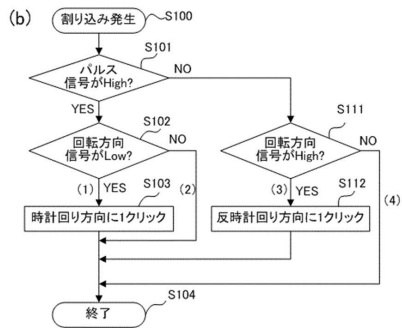 (b)
割り込み発生
S100
S101
パルス
信号がHigh?
NO
YES
S102
回転方向
信号がLow?
NO
S111
回転方向
信号がHigh?
NO
(1)
YES
S103
(2)
(3)
YES
S112
(4)
時計回り方向に1クリック
反時計回り方向に1クリック
S104
終了